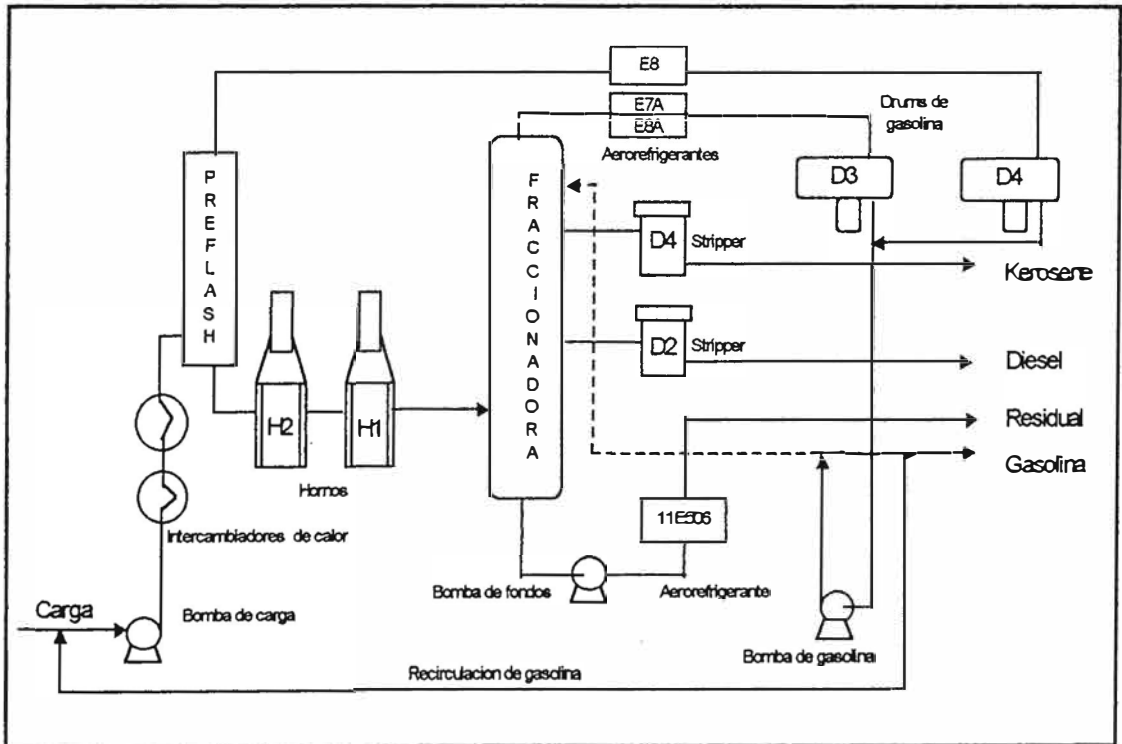 E8
E7A
E8A
Aerorefrigerantes
Drums de
gasolina
PREFLASH
FRACCIONADORA
D3
D4
D4
Stripper
Kerosene
D2
Stripper
Diesel
H2
H1
Hornos
Residual
Gasolina
11E506
Intercambiadores de calor
Bomba de fondos
Aerorefrigerante
Carga
Bomba de carga
Bomba de gasolina
Recirculacion de gasolina